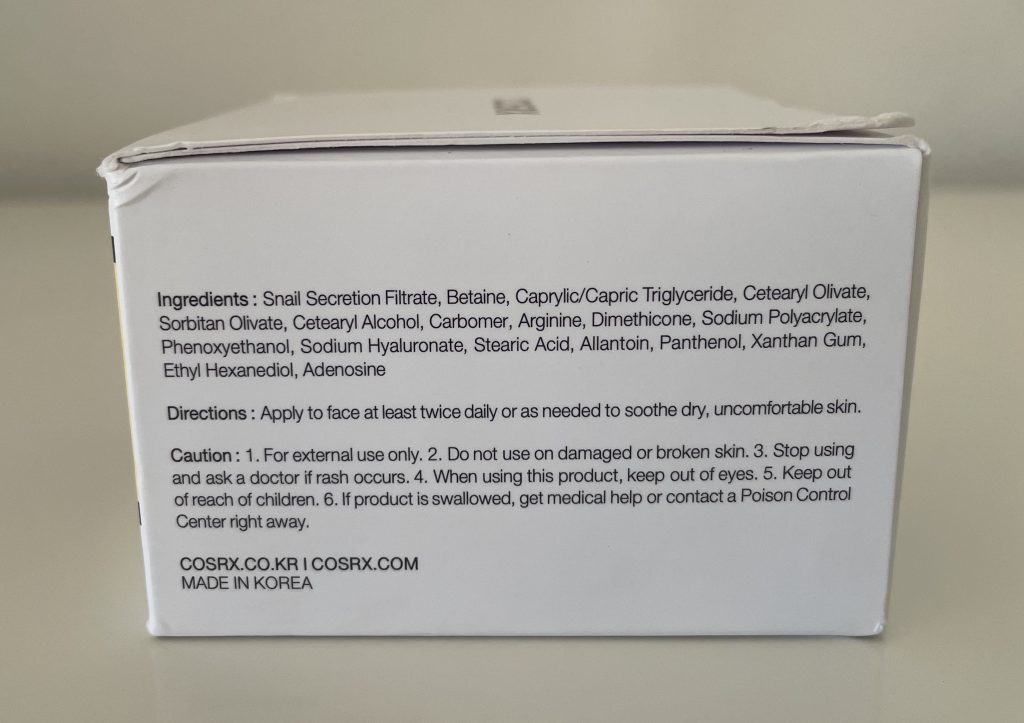 Ingredients : Snail Secretion Filtrate, Betaine, Caprylic/Capric Triglyceride, Cetearyl Olivate,
Sorbitan Olivate, Cetearyl Alcohol, Carbomer, Arginine, Dimethicone, Sodium Polyacrylate,
Phenoxyethanol, Sodium Hyaluronate, Stearic Acid, Allantoin, Panthenol, Xanthan Gum,
Ethyl Hexanediol, Adenosine
Directions : Apply to face at least twice daily or as needed to soothe dry, uncomfortable skin.
Caution : 1. For external use only. 2. Do not use on damaged or broken skin. 3. Stop using
and ask a doctor if rash occurs. 4. When using this product, keep out of eyes. 5. Keep out
of reach of children. 6. If product is swallowed, get medical help or contact a Poison Control
Center right away.
COSRX.CO.KR I COSRX.COM
MADE IN KOREA